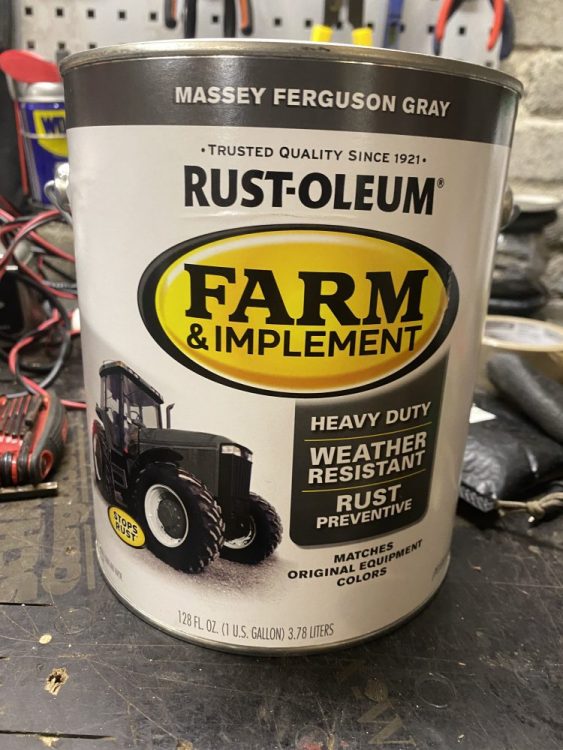 MASSEY FERGUSON GRAY
• TRUSTED QUALITY SINCE 1921 •
RUST-OLEUM®
FARM
& IMPLEMENT
HEAVY DUTY
WEATHER
RESISTANT
RUST
PREVENTIVE
STOPS
RUST
MATCHES
ORIGINAL EQUIPMENT
COLORS
128 FL. OZ. (1 U.S. GALLON) 3.78 LITERS